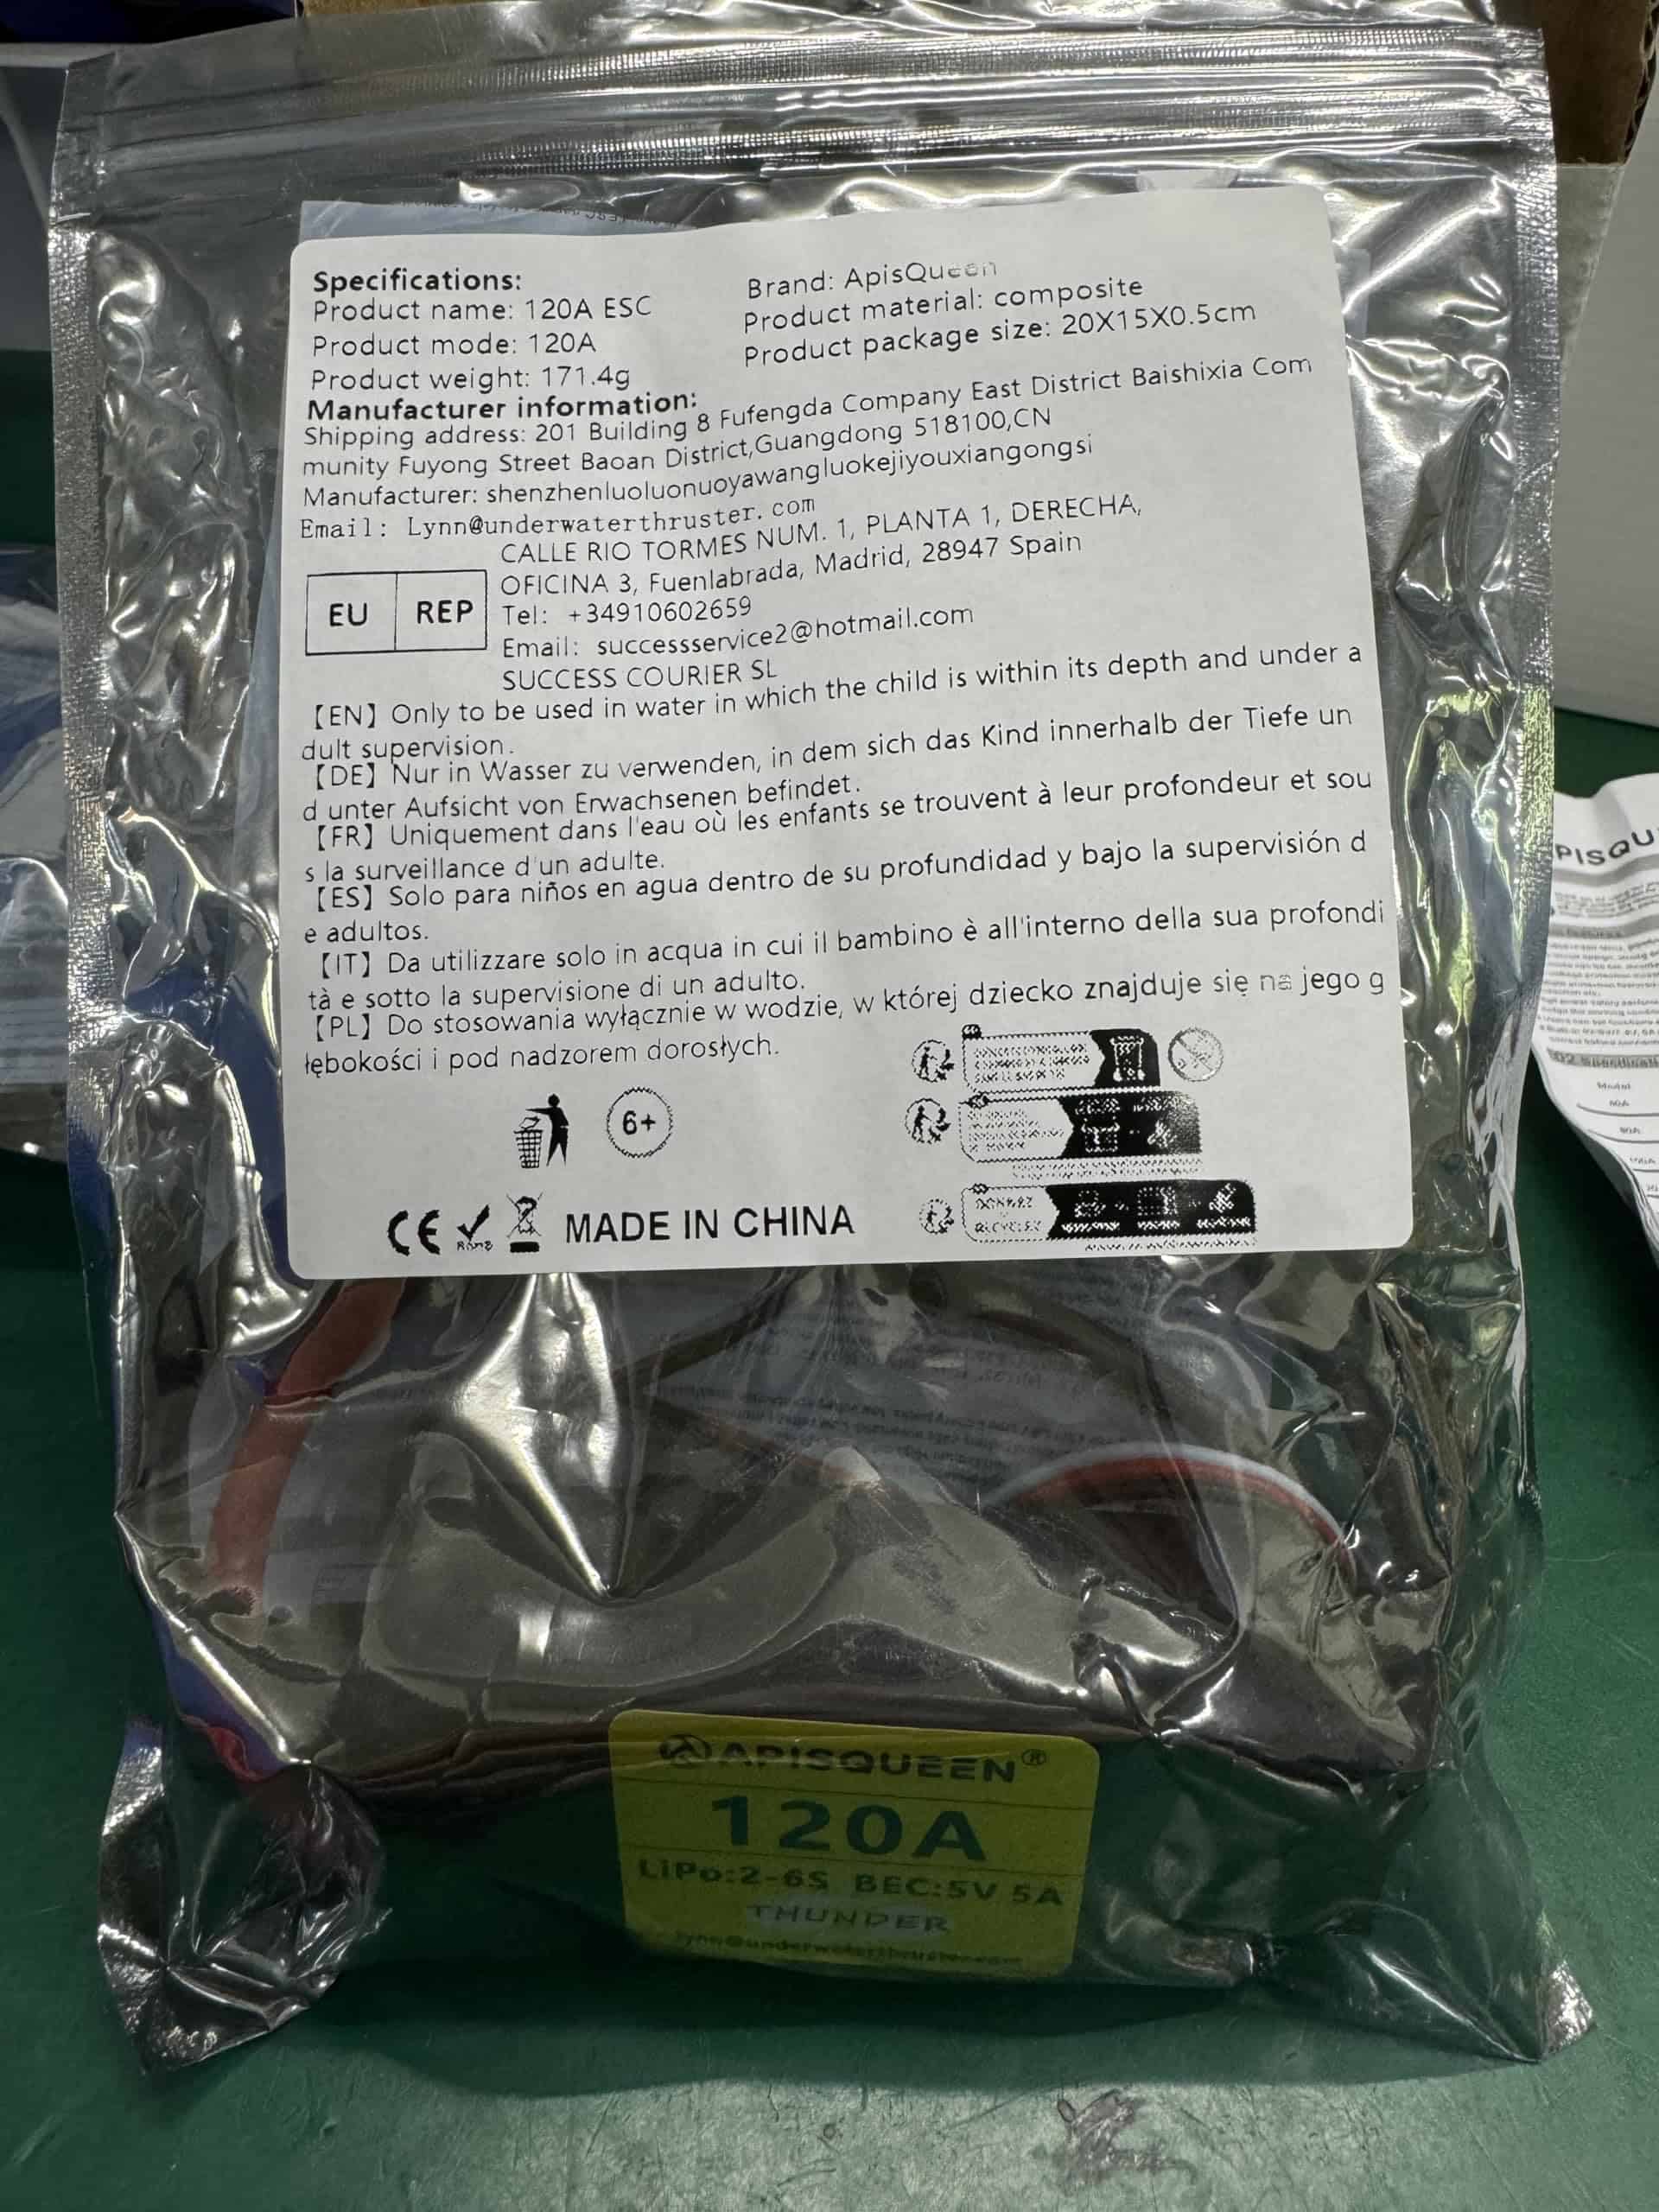 Specifications:
Product name: 120A ESC
Product mode: 120A
Product weight: 171.4g
Brand: ApisQueen
Product material: composite
Product package size: 20X15X0.5cm
Manufacturer information:
Shipping address: 201 Building 8 Fufengda Company East District Baishixia Com
munity Fuyong Street Baoan District,Guangdong 518100,CN
Manufacturer: shenzhenluoluonuoyawangluokejiyouxiangongsi
Email: Lynn@underwaterthruster.com
EU REP
CALLE RIO TORMES NUM. 1, PLANTA 1, DERECHA,
OFICINA 3, Fuenlabrada, Madrid, 28947 Spain
Tel: +34910602659
Email: successservice2@hotmail.com
SUCCESS COURIER SL
【EN】Only to be used in water in which the child is within its depth and under a
dult supervision.
【DE】Nur in Wasser zu verwenden, in dem sich das Kind innerhalb der Tiefe un
d unter Aufsicht von Erwachsenen befindet.
【FR】Uniquement dans l'eau où les enfants se trouvent à leur profondeur et sou
s la surveillance d'un adulte.
【ES】Solo para niños en agua dentro de su profundidad y bajo la supervisión d
e adultos.
【IT】Da utilizzare solo in acqua in cui il bambino è all'interno della sua profondi
tà e sotto la supervisione di un adulto.
【PL】Do stosowania wyłącznie w wodzie, w której dziecko znajduje się na jego g
łębokości i pod nadzorem dorosłych.
6+
CE RoHS MADE IN CHINA
APISQUEEN®
120A
LiPo:2-6S BEC:5V 5A
THUNDER
lynn@underwaterthruster.com